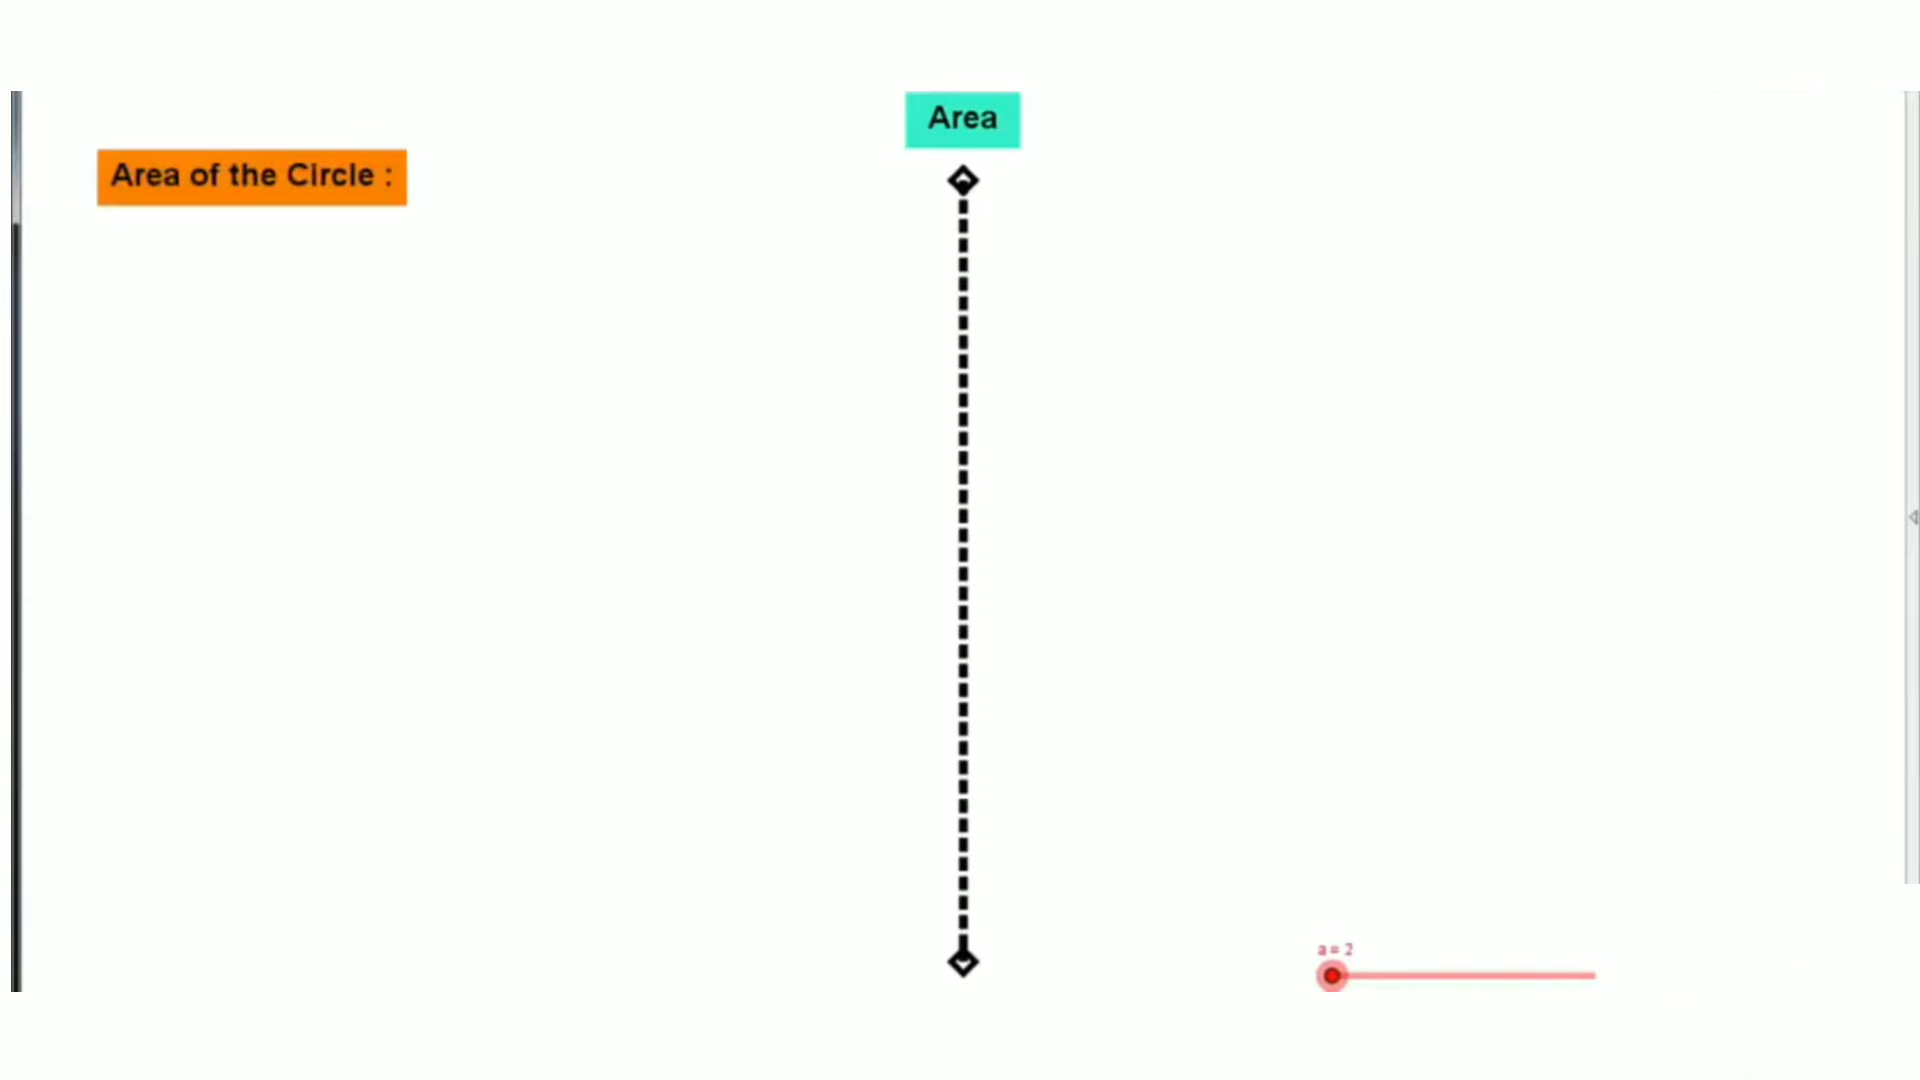 Area
Area of the Circle :
a = 2